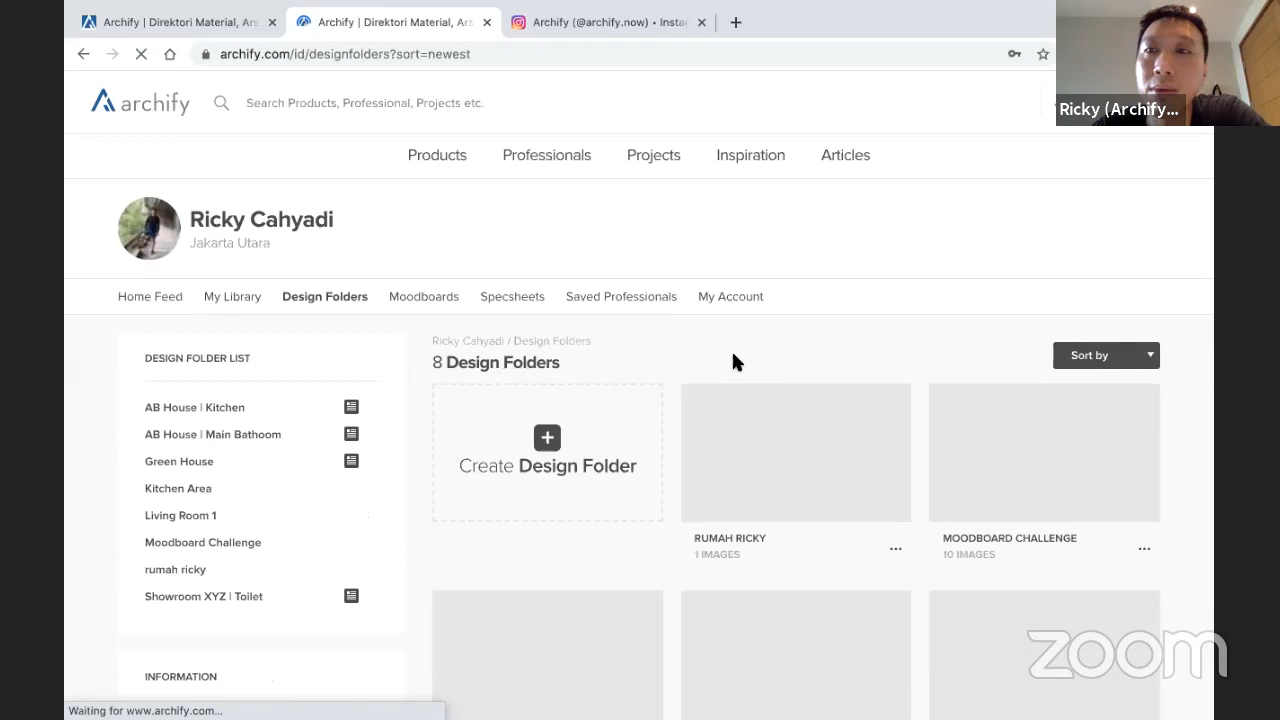 Archify | Direktori Material, Ars
Archify | Direktori Material, Ars
Archify (@archify.now) • Insta
archify.com/id/designfolders?sort=newest
Ricky (Archify...
archify
Search Products, Professional, Projects etc.
Products
Professionals
Projects
Inspiration
Articles
Ricky Cahyadi
Jakarta Utara
Home Feed
My Library
Design Folders
Moodboards
Specsheets
Saved Professionals
My Account
DESIGN FOLDER LIST
AB House | Kitchen
AB House | Main Bathoom
Green House
Kitchen Area
Living Room 1
Moodboard Challenge
rumah ricky
Showroom XYZ | Toilet
INFORMATION
Ricky Cahyadi / Design Folders
8 Design Folders
Sort by
Create Design Folder
RUMAH RICKY
1 IMAGES
MOODBOARD CHALLENGE
10 IMAGES
Waiting for www.archify.com...
zoom